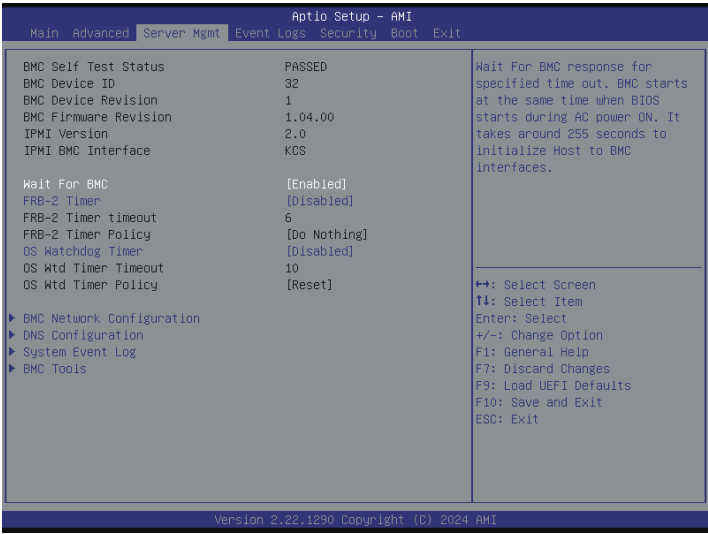 Aptio Setup – AMI
Main Advanced Server Mgmt Event Logs Security Boot Exit
BMC Self Test Status PASSED
BMC Device ID 32
BMC Device Revision 1
BMC Firmware Revision 1.04.00
IPMI Version 2.0
IPMI BMC Interface KCS
Wait For BMC [Enabled]
FRB-2 Timer [Disabled]
FRB-2 Timer timeout 6
FRB-2 Timer Policy [Do Nothing]
OS Watchdog Timer [Disabled]
OS Wtd Timer Timeout 10
OS Wtd Timer Policy [Reset]
BMC Network Configuration
DNS Configuration
System Event Log
BMC Tools
Wait For BMC response for
specified time out. BMC starts
at the same time when BIOS
starts during AC power ON. It
takes around 255 seconds to
initialize Host to BMC
interfaces.
↔: Select Screen
↑↓: Select Item
Enter: Select
+/-: Change Option
F1: General Help
F7: Discard Changes
F9: Load UEFI Defaults
F10: Save and Exit
ESC: Exit
Version 2.22.1290 Copyright (C) 2024 AMI